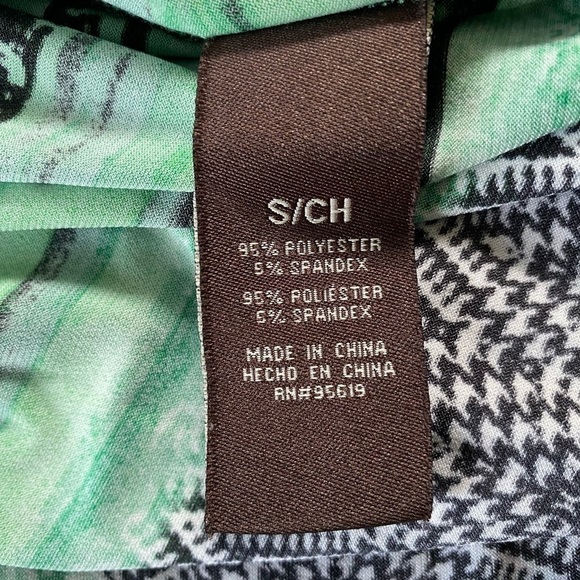 S/CH
95% POLYESTER
5% SPANDEX
95% POLIÉSTER
5% SPANDEX
MADE IN CHINA
HECHO EN CHINA
RN#95619